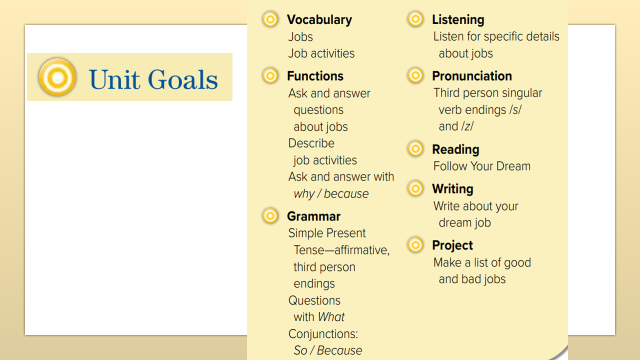 Unit Goals
Vocabulary
Jobs
Job activities
Functions
Ask and answer
questions
about jobs
Describe
job activities
Ask and answer with
why / because
Grammar
Simple Present
Tense—affirmative,
third person
endings
Questions
with What
Conjunctions:
So / Because
Listening
Listen for specific details
about jobs
Pronunciation
Third person singular
verb endings /s/
and /z/
Reading
Follow Your Dream
Writing
Write about your
dream job
Project
Make a list of good
and bad jobs